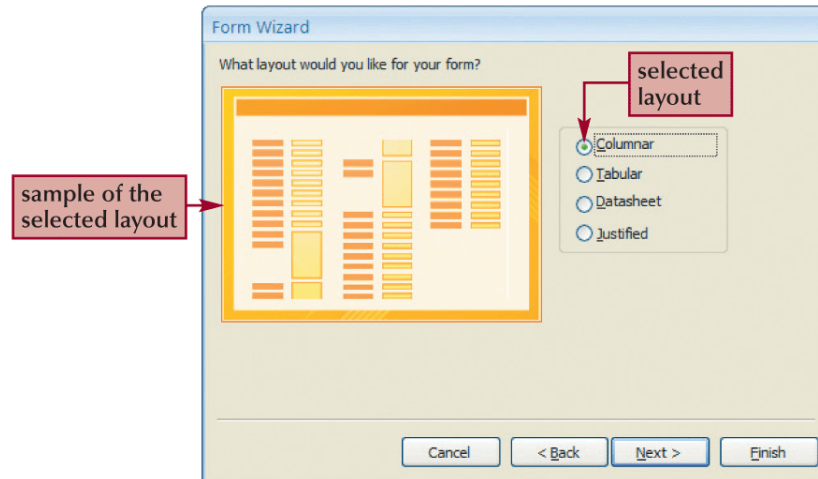 Form Wizard
What layout would you like for your form?
selected
layout
Columnar
Tabular
Datasheet
Justified
sample of the
selected layout
Cancel
< Back
Next >
Finish